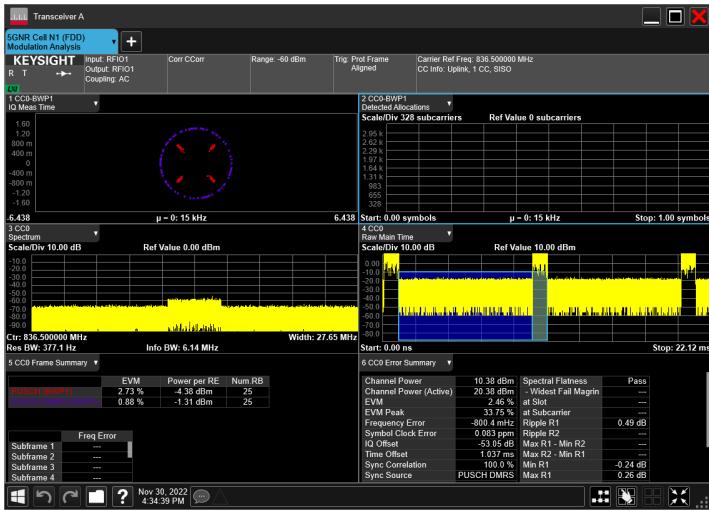 Transceiver A
5GNR Cell N1 (FDD)
Modulation Analysis
KEYSIGHT
R T
LXI
Input: RFIO1
Output: RFIO1
Coupling: AC
Corr CCorr
Range: -60 dBm
Trig: Prot Frame
Aligned
Carrier Ref Freq: 836.500000 MHz
CC Info: Uplink, 1 CC, SISO
1 CC0-BWP1
IQ Meas Time
1.60
1.20
800 m
400 m
0
-400 m
-800 m
-1.20
-1.60
-6.438
μ = 0: 15 kHz
6.438
2 CC0-BWP1
Detected Allocations
Scale/Div 328 subcarriers
Ref Value 0 subcarriers
2.95 k
2.62 k
2.29 k
1.97 k
1.64 k
1.31 k
983
655
328
Start: 0.00 symbols
μ = 0: 15 kHz
Stop: 1.00 symbols
3 CC0
Spectrum
Scale/Div 10.00 dB
Ref Value 0.00 dBm
-10.0
-20.0
-30.0
-40.0
-50.0
-60.0
-70.0
-80.0
-90.0
Ctr: 836.500000 MHz
Width: 27.65 MHz
Res BW: 377.1 Hz
Info BW: 6.14 MHz
4 CC0
Raw Main Time
Scale/Div 10.00 dB
Ref Value 10.00 dBm
0.00
-10.0
-20.0
-30.0
-40.0
-50.0
-60.0
-70.0
-80.0
Start: 0.00 ns
Stop: 22.12 ms
5 CC0 Frame Summary
EVM Power per RE Num.RB
2.73 % -4.38 dBm 25
0.88 % -1.31 dBm 25
Freq Error
Subframe 1 ---
Subframe 2 ---
Subframe 3 ---
Subframe 4 ---
6 CC0 Error Summary
Channel Power 10.38 dBm Spectral Flatness Pass
Channel Power (Active) 20.38 dBm - Widest Fail Magrin ---
EVM 2.46 % at Slot ---
EVM Peak 33.75 % at Subcarrier ---
Frequency Error -800.4 mHz Ripple R1 0.49 dB
Symbol Clock Error 0.083 ppm Ripple R2 ---
IQ Offset -53.05 dB Max R1 - Min R2 ---
Time Offset 1.037 ms Max R2 - Min R1 ---
Sync Correlation 100.0 % Min R1 -0.24 dB
Sync Source PUSCH DMRS Max R1 0.26 dB
Nov 30, 2022
4:34:39 PM